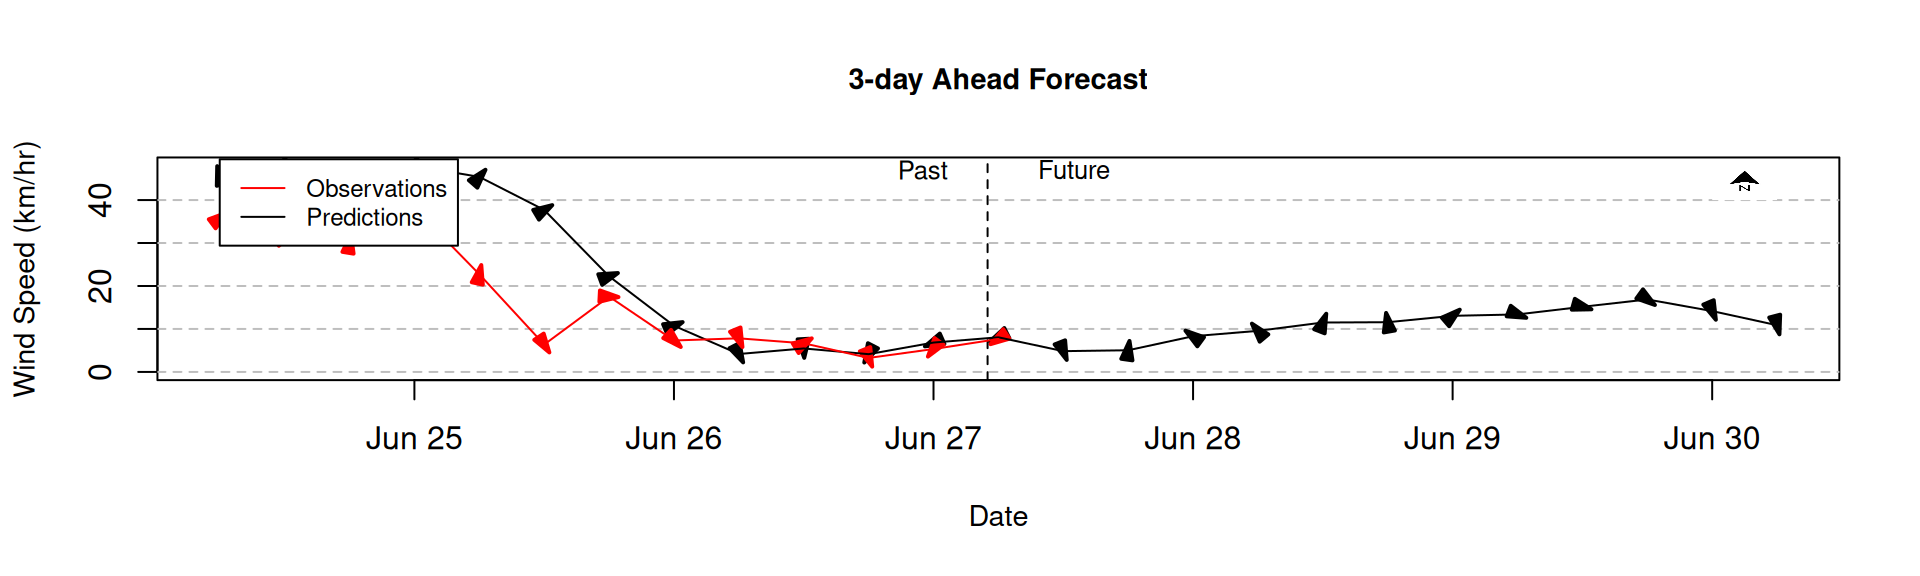 3-day Ahead Forecast
Wind Speed (km/hr)
40
20
0
Observations
Predictions
Past
Future
N
Jun 25
Jun 26
Jun 27
Jun 28
Jun 29
Jun 30
Date